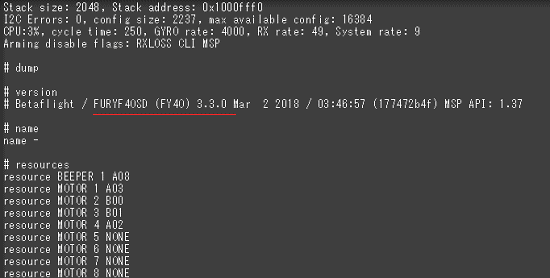 Stack size: 2048, Stack address: 0x1000fff0
I2C Errors: 0, config size: 2237, max available config: 16384
CPU:3%, cycle time: 250, GYRO rate: 4000, RX rate: 49, System rate: 9
Arming disable flags: RXLOSS CLI MSP
# dump
# version
# Betaflight / FURYF4OSD (FY4O) 3.3.0 Mar  2 2018 / 03:46:57 (177472b4f) MSP API: 1.37
# name
name -
# resources
resource BEEPER 1 A08
resource MOTOR 1 A03
resource MOTOR 2 B00
resource MOTOR 3 B01
resource MOTOR 4 A02
resource MOTOR 5 NONE
resource MOTOR 6 NONE
resource MOTOR 7 NONE
resource MOTOR 8 NONE